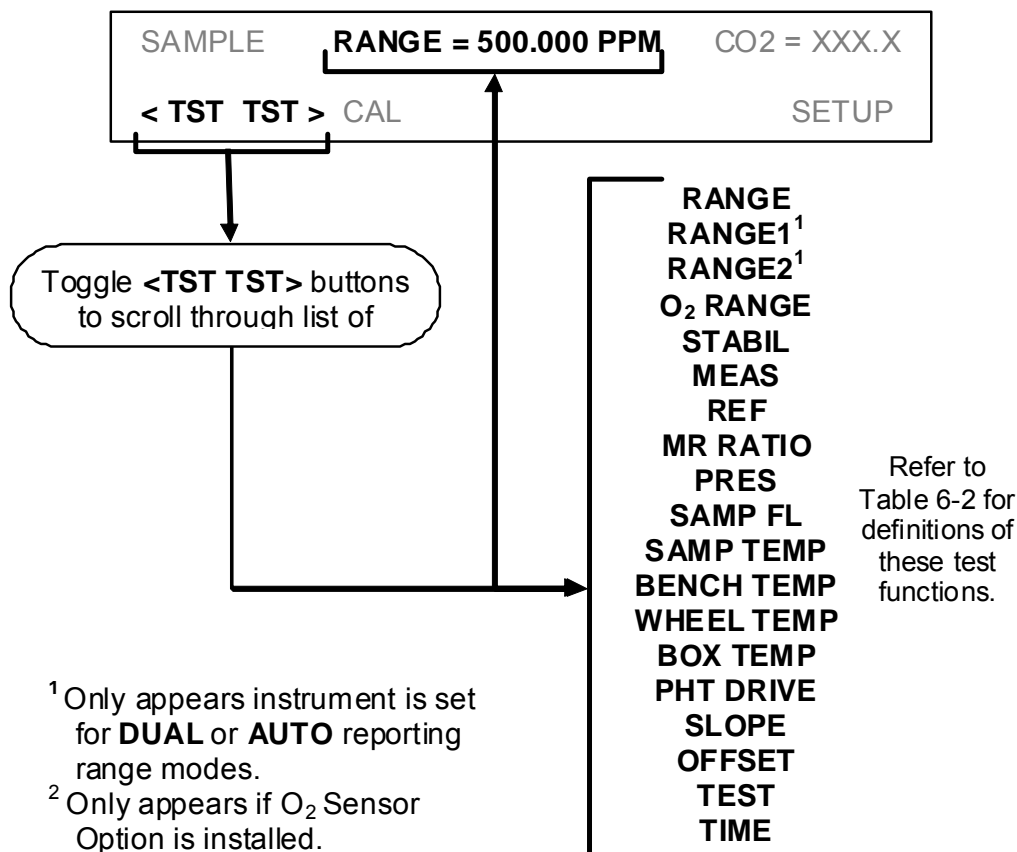 SAMPLE RANGE = 500.000 PPM CO2 = XXX.X
< TST TST > CAL SETUP
Toggle <TST TST> buttons
to scroll through list of
RANGE
RANGE1¹
RANGE2¹
O₂ RANGE
STABIL
MEAS
REF
MR RATIO
PRES
SAMP FL
SAMP TEMP
BENCH TEMP
WHEEL TEMP
BOX TEMP
PHT DRIVE
SLOPE
OFFSET
TEST
TIME
Refer to
Table 6-2 for
definitions of
these test
functions.
¹ Only appears instrument is set
for DUAL or AUTO reporting
range modes.
² Only appears if O₂ Sensor
Option is installed.